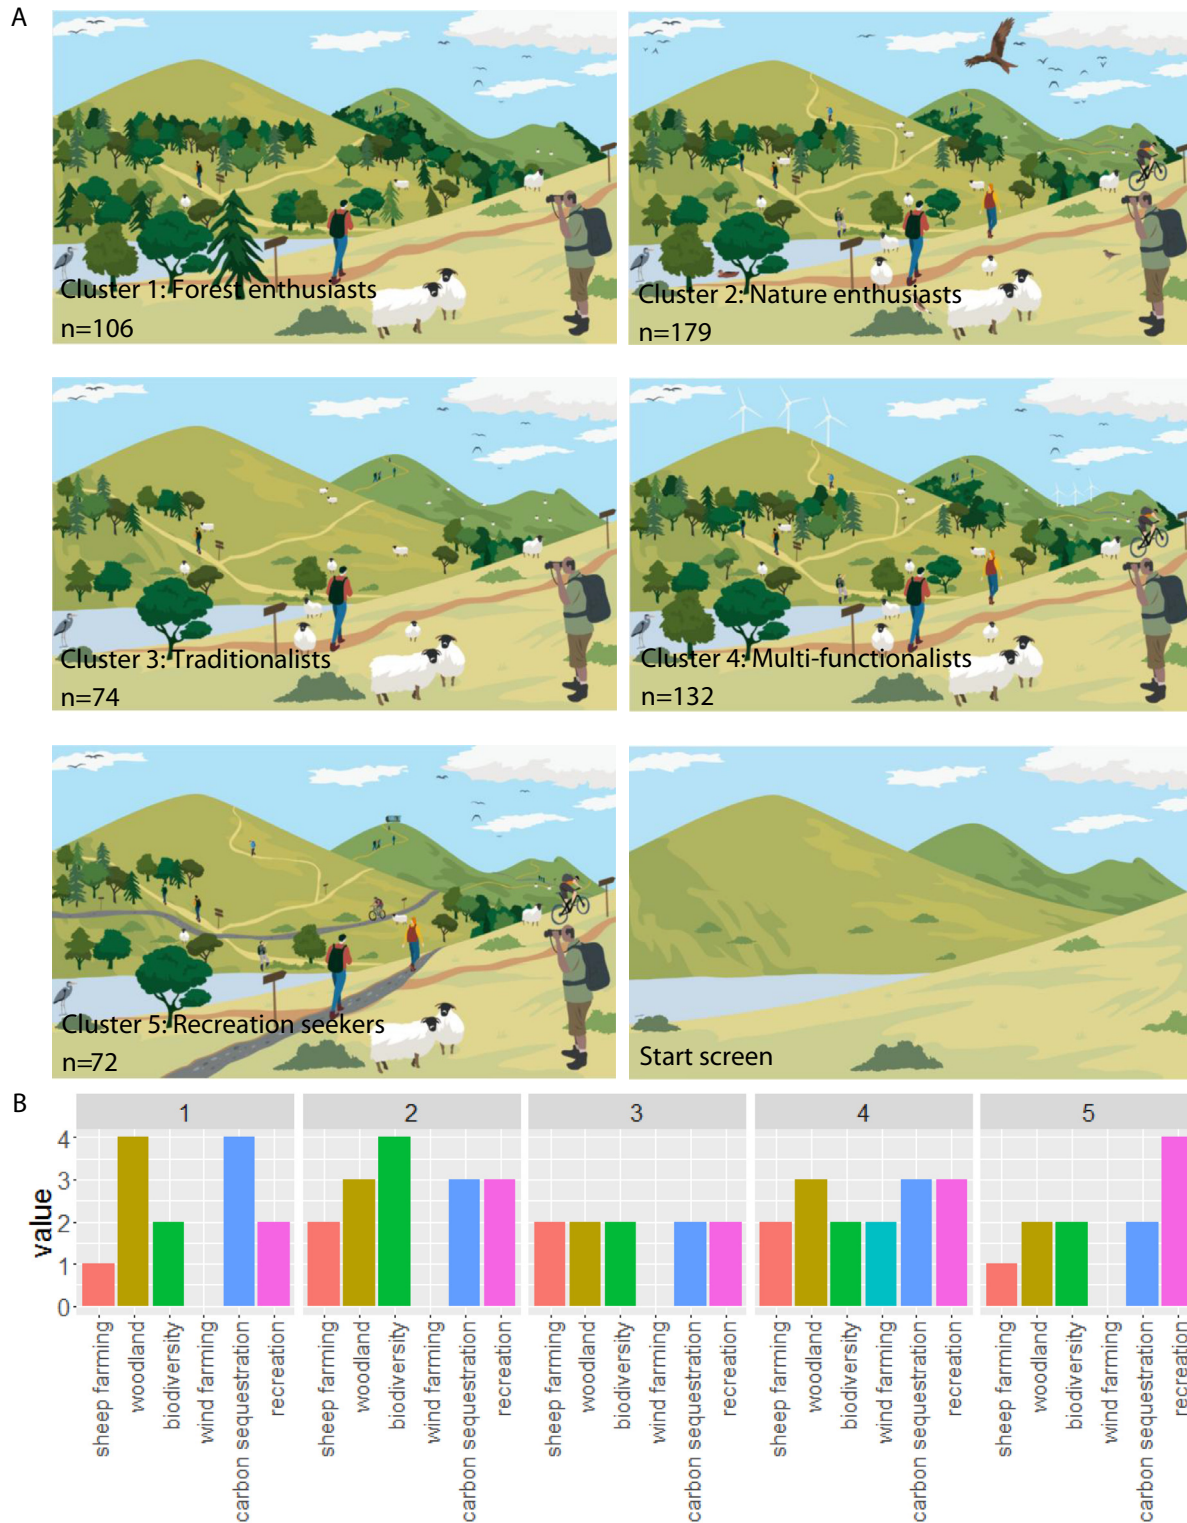 A
Cluster 1: Forest enthusiasts
n=106
Cluster 2: Nature enthusiasts
n=179
Cluster 3: Traditionalists
n=74
Cluster 4: Multi-functionalists
n=132
Cluster 5: Recreation seekers
n=72
Start screen
B
1 2 3 4 5
value
4
3
2
1
0
sheep farming
woodland
biodiversity
wind farming
carbon sequestration
recreation
sheep farming
woodland
biodiversity
wind farming
carbon sequestration
recreation
sheep farming
woodland
biodiversity
wind farming
carbon sequestration
recreation
sheep farming
woodland
biodiversity
wind farming
carbon sequestration
recreation
sheep farming
woodland
biodiversity
wind farming
carbon sequestration
recreation